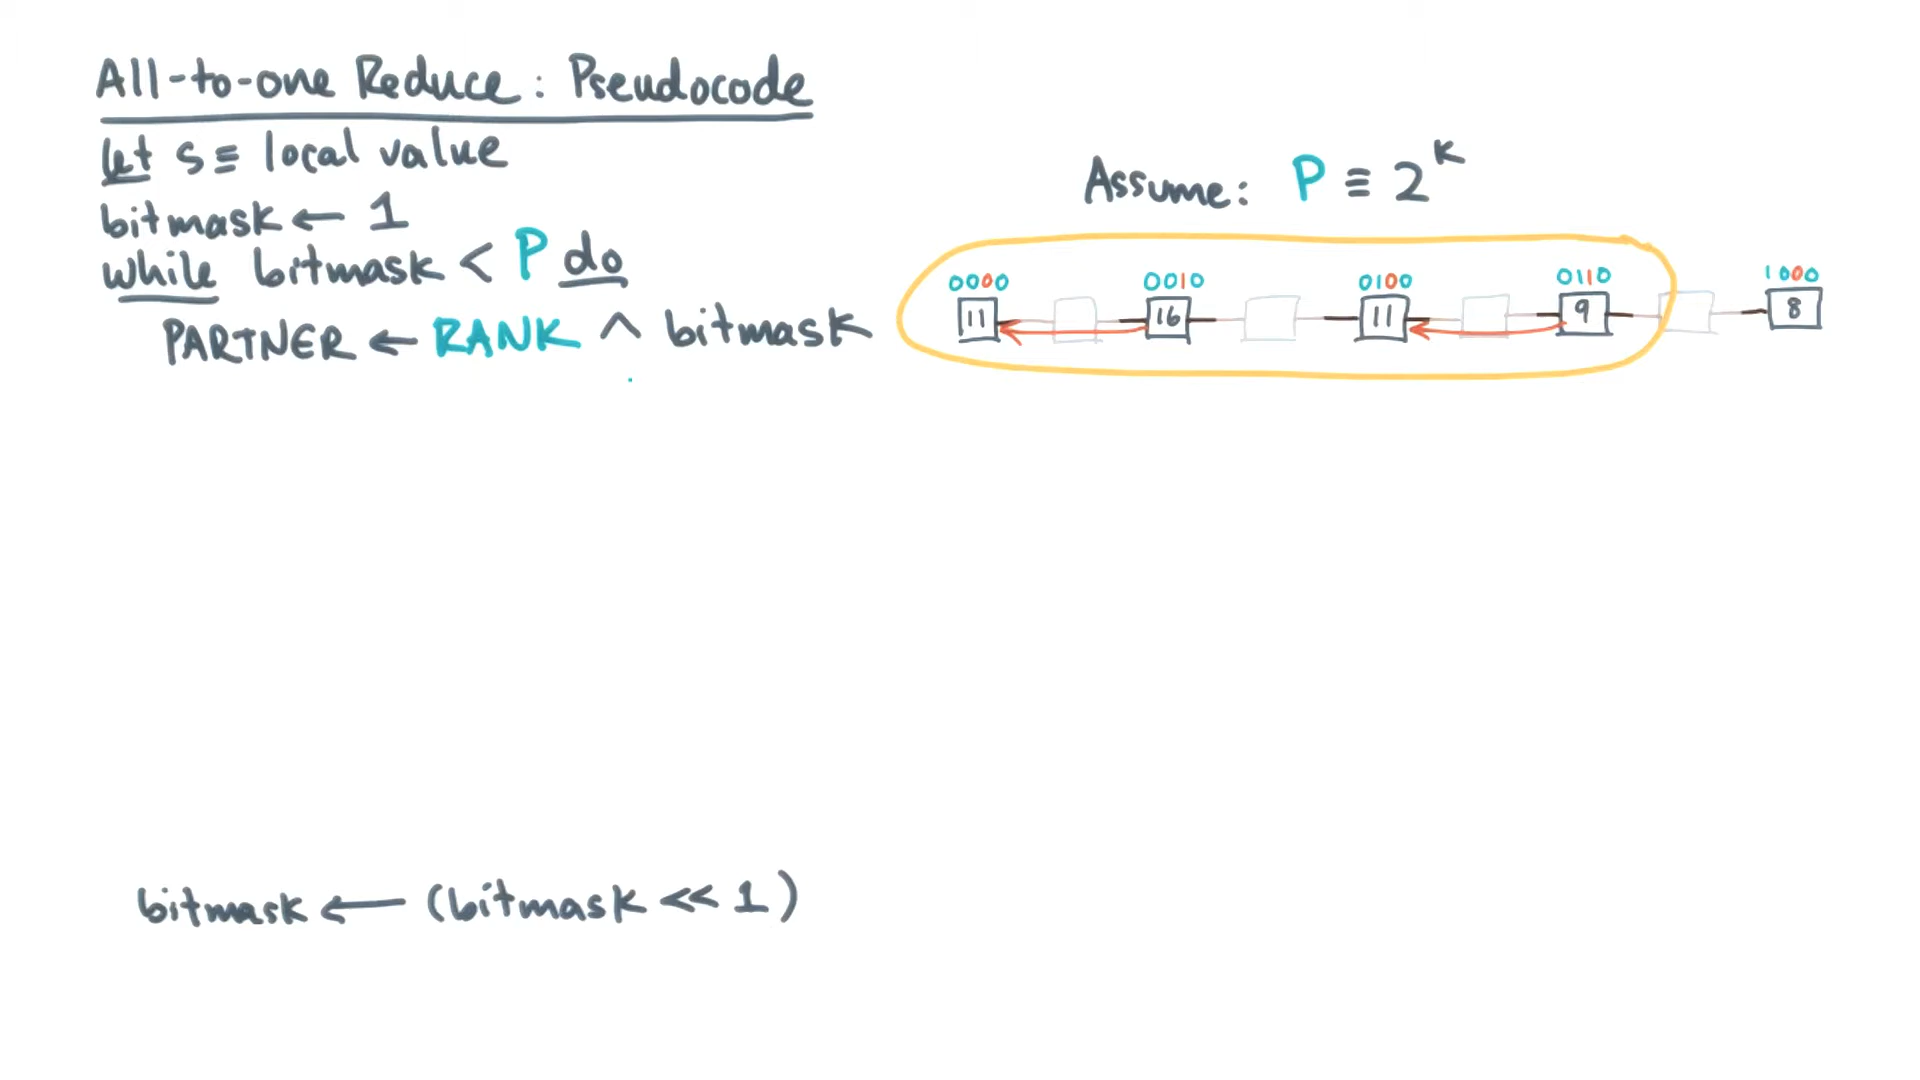 All-to-one Reduce: Pseudocode
let s ≡ local value
bitmask ← 1
while bitmask < P do
PARTNER ← RANK ^ bitmask
bitmask ← (bitmask << 1)
Assume: P ≡ 2^k
0000 0010 0100 0110 1000
11 16 11 9 8